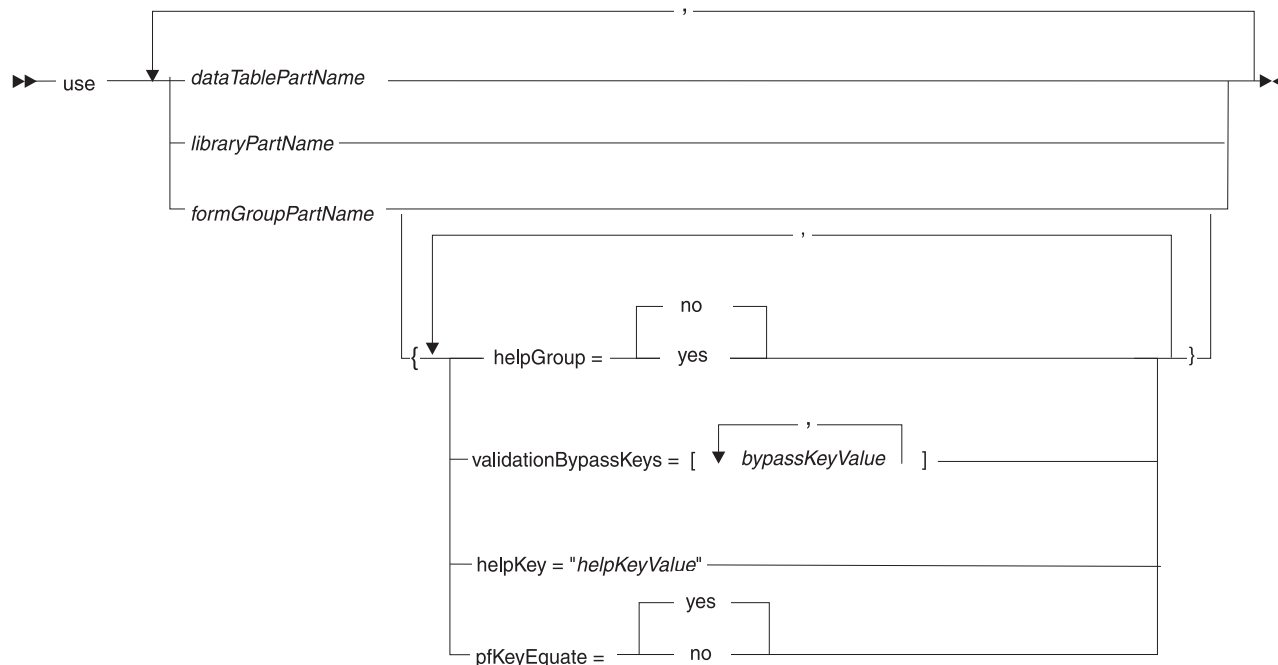 ,
use dataTablePartName
libraryPartName
formGroupPartName
,
no
{ helpGroup = yes }
,
validationBypassKeys = [ bypassKeyValue ]
helpKey = "helpKeyValue"
yes
pfKeyEquate = no